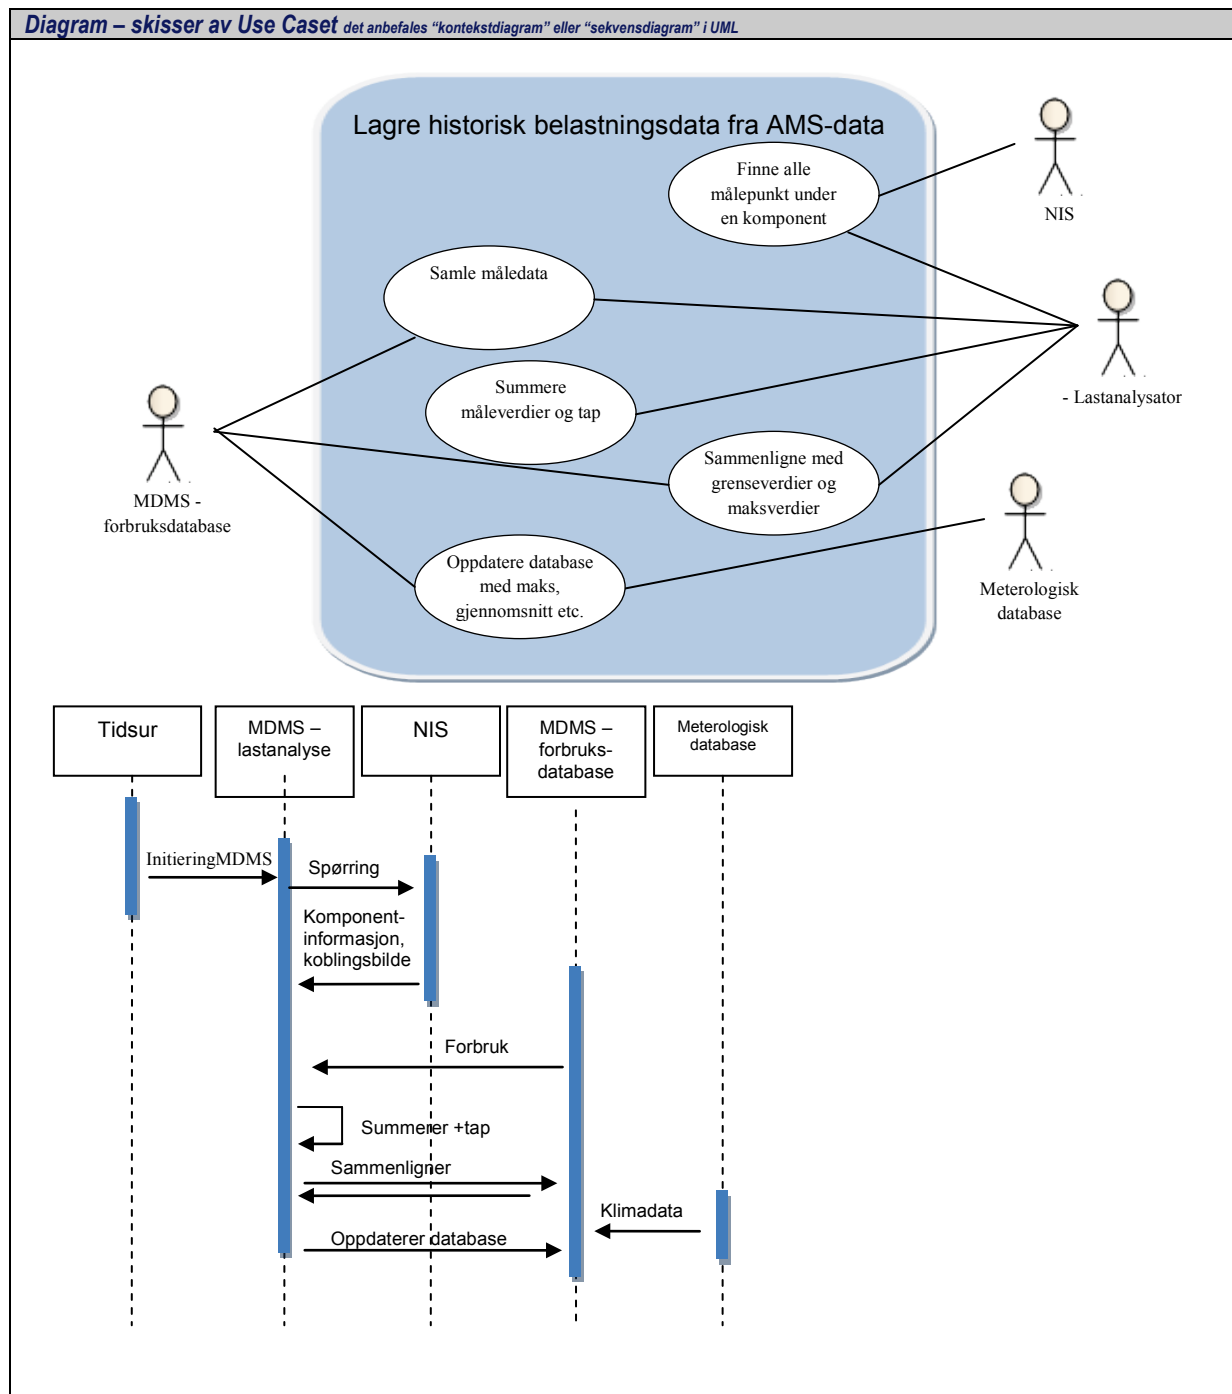 Diagram – skisser av Use Caset det anbefales “kontekstdiagram” eller “sekvensdiagram” i UML
Lagre historisk belastningsdata fra AMS-data
Finne alle
målepunkt under
en komponent
NIS
Samle måledata
Summere
måleverdier og tap
- Lastanalysator
Sammenligne med
grenseverdier og
maksverdier
MDMS -
forbruksdatabase
Oppdatere database
med maks,
gjennomsnitt etc.
Meterologisk
database
Tidsur
MDMS –
lastanalyse
NIS
MDMS –
forbruks-
database
Meterologisk
database
InitieringMDMS
Spørring
Komponent-
informasjon,
koblingsbilde
Forbruk
Summerer +tap
Sammenligner
Klimadata
Oppdaterer database